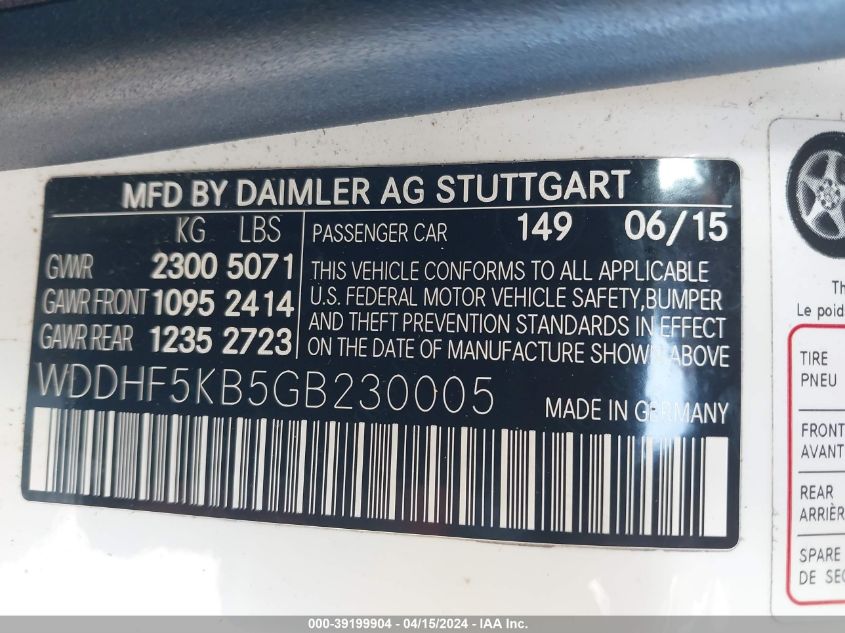 MFD BY DAIMLER AG STUTTGART
KG LBS
GVWR 2300 5071
GAWR FRONT 1095 2414
GAWR REAR 1235 2723
PASSENGER CAR 149 06/15
THIS VEHICLE CONFORMS TO ALL APPLICABLE
U.S. FEDERAL MOTOR VEHICLE SAFETY, BUMPER
AND THEFT PREVENTION STANDARDS IN EFFECT
ON THE DATE OF MANUFACTURE SHOWN ABOVE
WDDHF5KB5GB230005 MADE IN GERMANY
Th
Le poid
TIRE
PNEU
FRONT
AVANT
REAR
ARRIÈR
SPARE
DE SEC
000-39199904 - 04/15/2024 - IAA Inc.